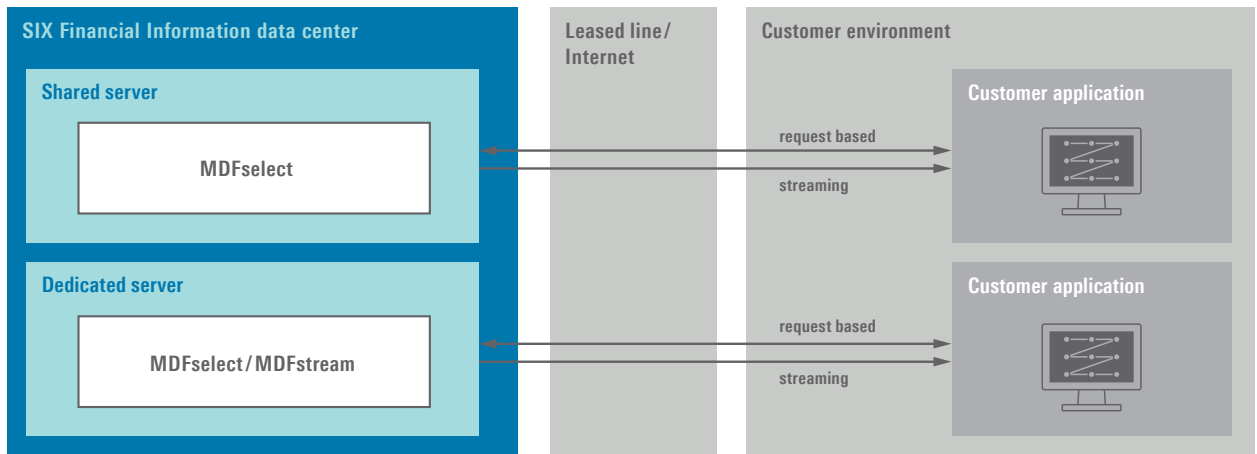 SIX Financial Information data center
Leased line/
Internet
Customer environment
Shared server
MDFselect
request based
streaming
Customer application
Dedicated server
MDFselect/MDFstream
request based
streaming
Customer application